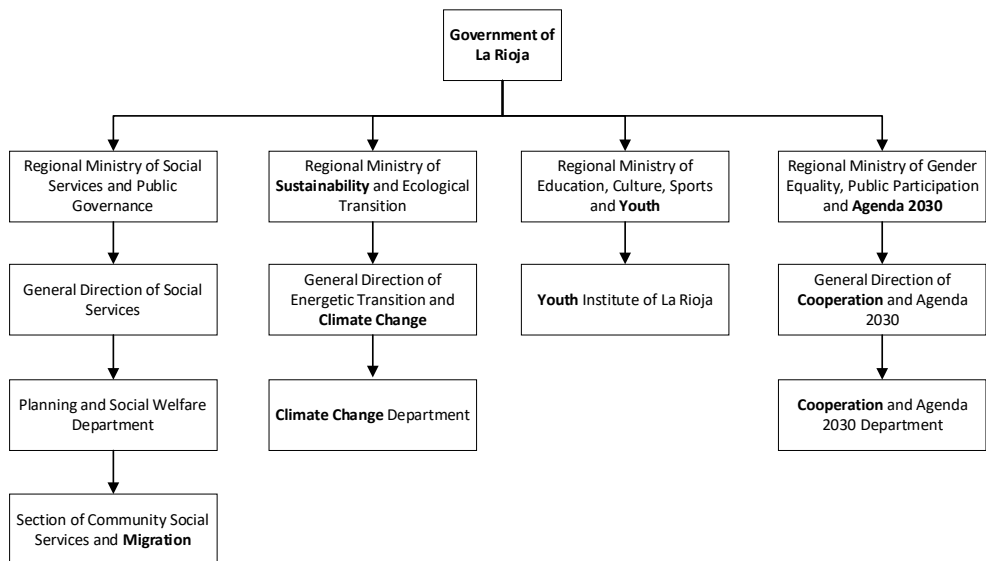 Government of
La Rioja
Regional Ministry of Social
Services and Public
Governance
Regional Ministry of
Sustainability and Ecological
Transition
Regional Ministry of
Education, Culture, Sports
and Youth
Regional Ministry of Gender
Equality, Public Participation
and Agenda 2030
General Direction of Social
Services
General Direction of
Energetic Transition and
Climate Change
Youth Institute of La Rioja
General Direction of
Cooperation and Agenda
2030
Planning and Social Welfare
Department
Climate Change Department
Cooperation and Agenda
2030 Department
Section of Community Social
Services and Migration